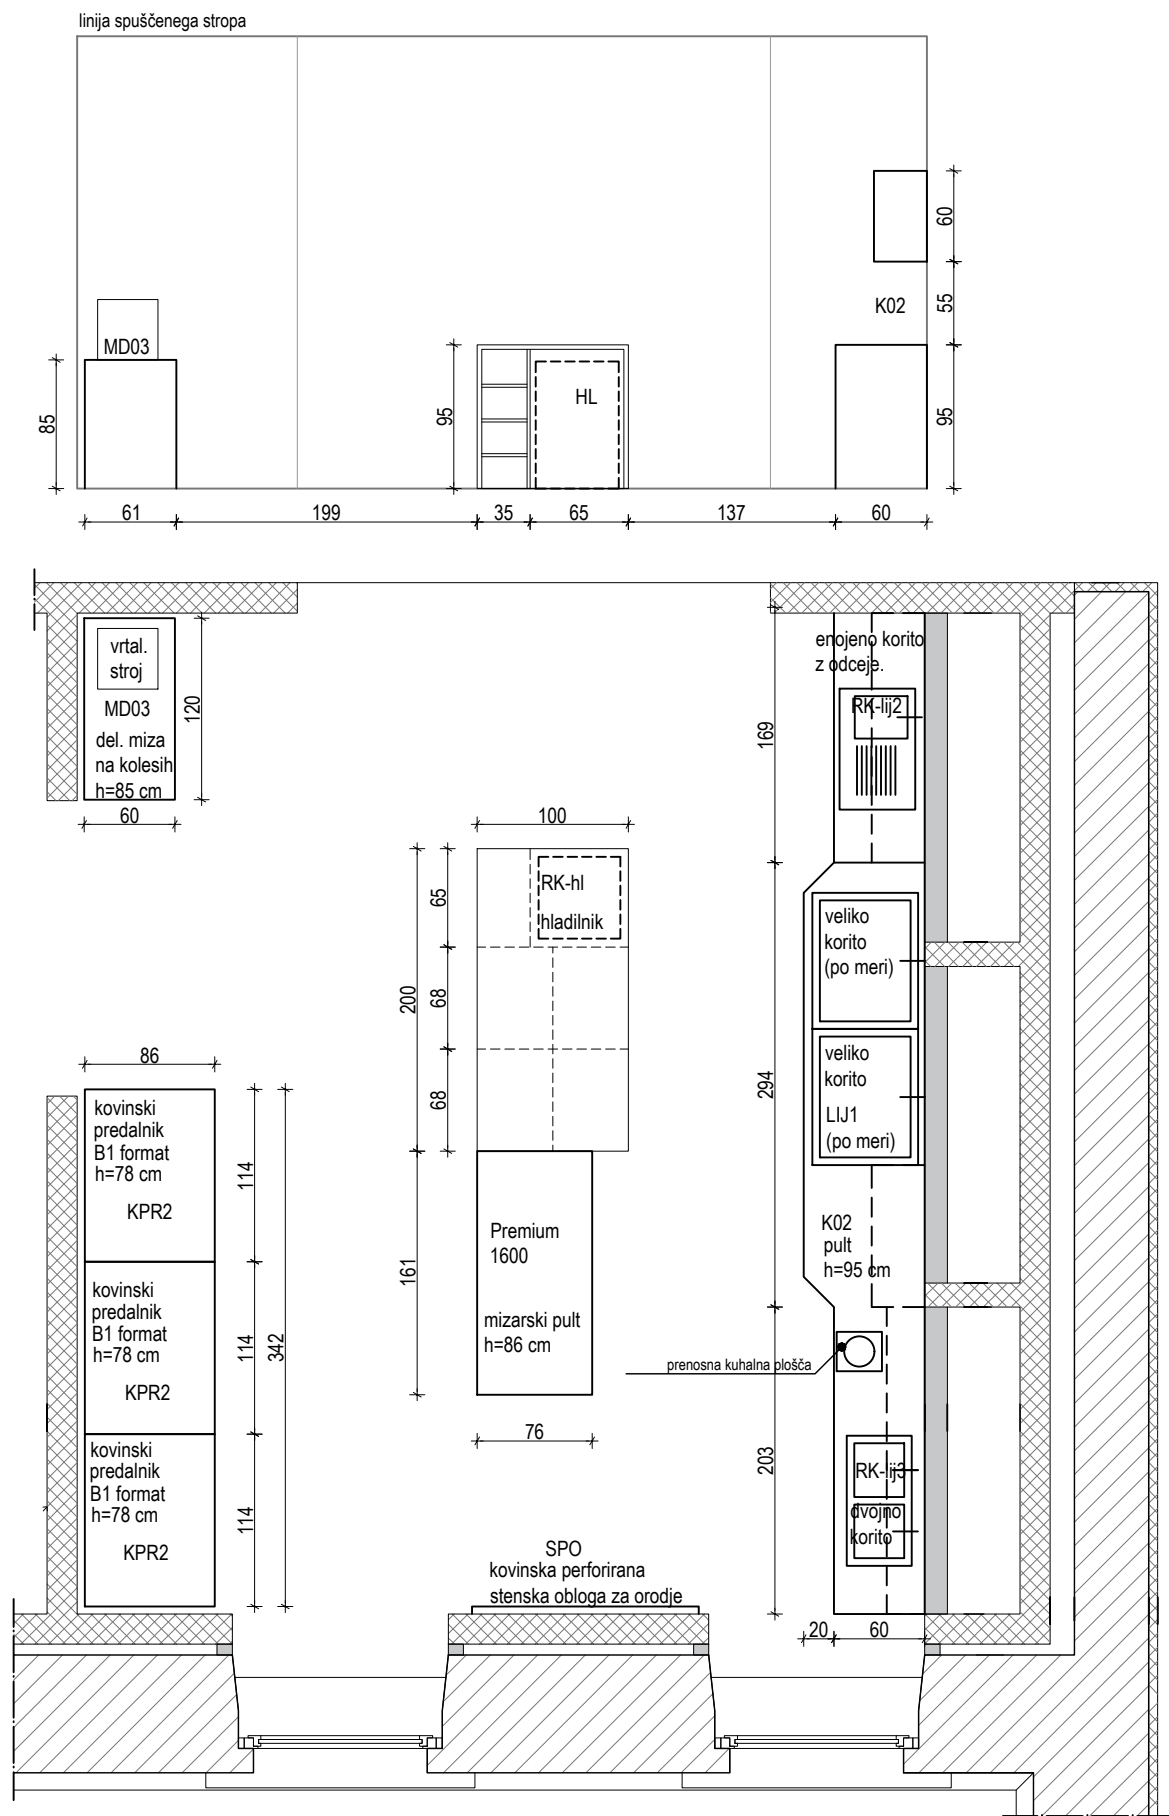 linija spuščenega stropa
60
K02
55
MD03
HL
85
95
95
61
199
35
65
137
60
vrtal.
stroj
MD03
del. miza
na kolesih
h=85 cm
120
60
enojeno korito
z odceje.
RK-lij2
169
100
RK-hl
hladilnik
65
200
68
68
veliko
korito
(po meri)
veliko
korito
LIJ1
(po meri)
294
86
kovinski
predalnik
B1 format
h=78 cm
KPR2
114
kovinski
predalnik
B1 format
h=78 cm
KPR2
114
342
kovinski
predalnik
B1 format
h=78 cm
KPR2
114
Premium
1600
161
mizarski pult
h=86 cm
76
K02
pult
h=95 cm
prenosna kuhalna plošča
203
RK-lij3
dvojno
korito
SPO
kovinska perforirana
stenska obloga za orodje
20
60